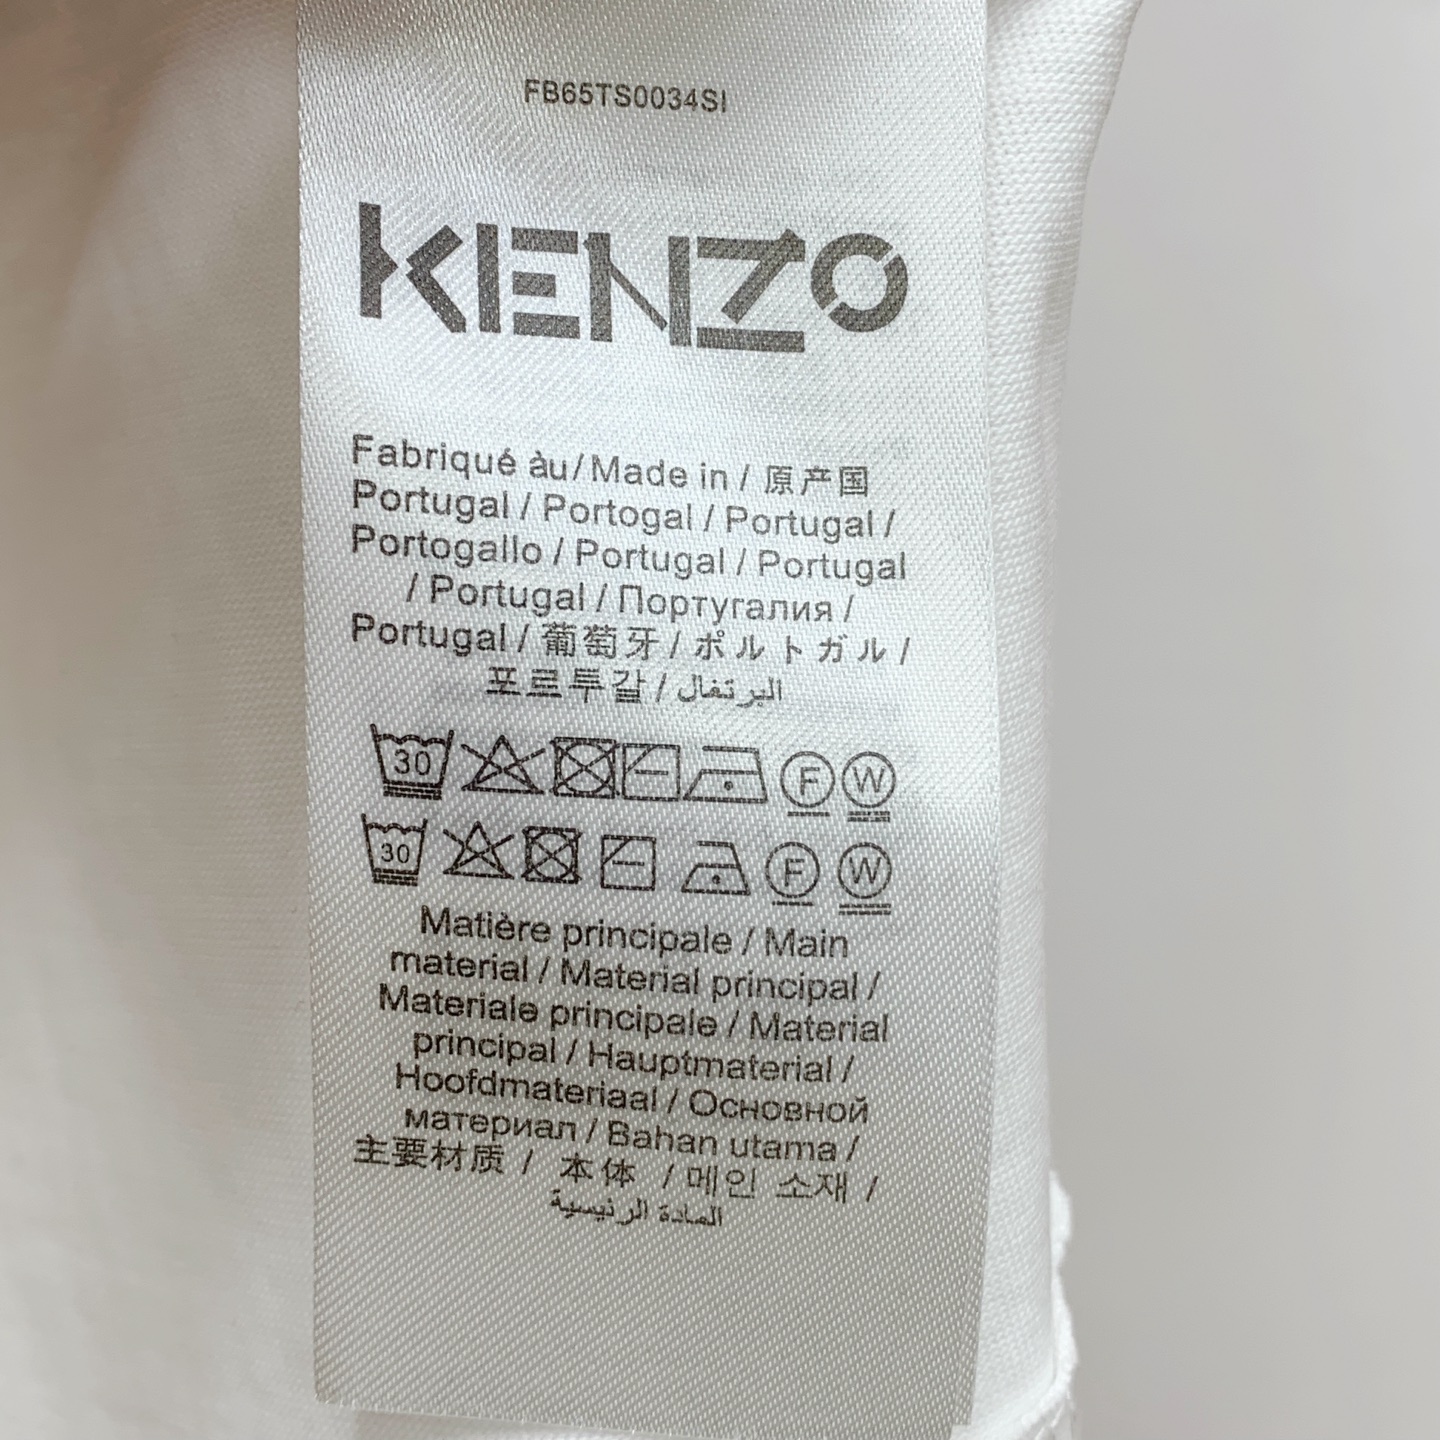 FB65TS0034SI
KENZO
Fabriqué àu/Made in / 原产国
Portugal / Portogal / Portugal /
Portogallo / Portugal / Portugal
/ Portugal / Португалия /
Portugal / 葡萄牙 / ポルトガル /
포르투갈 / البرتغال
30 F W
30 F W
Matière principale / Main
material / Material principal /
Materiale principale / Material
principal / Hauptmaterial /
Hoofdmateriaal / Основной
материал / Bahan utama /
主要材质 / 本体 / 메인 소재 /
المادة الرئيسية